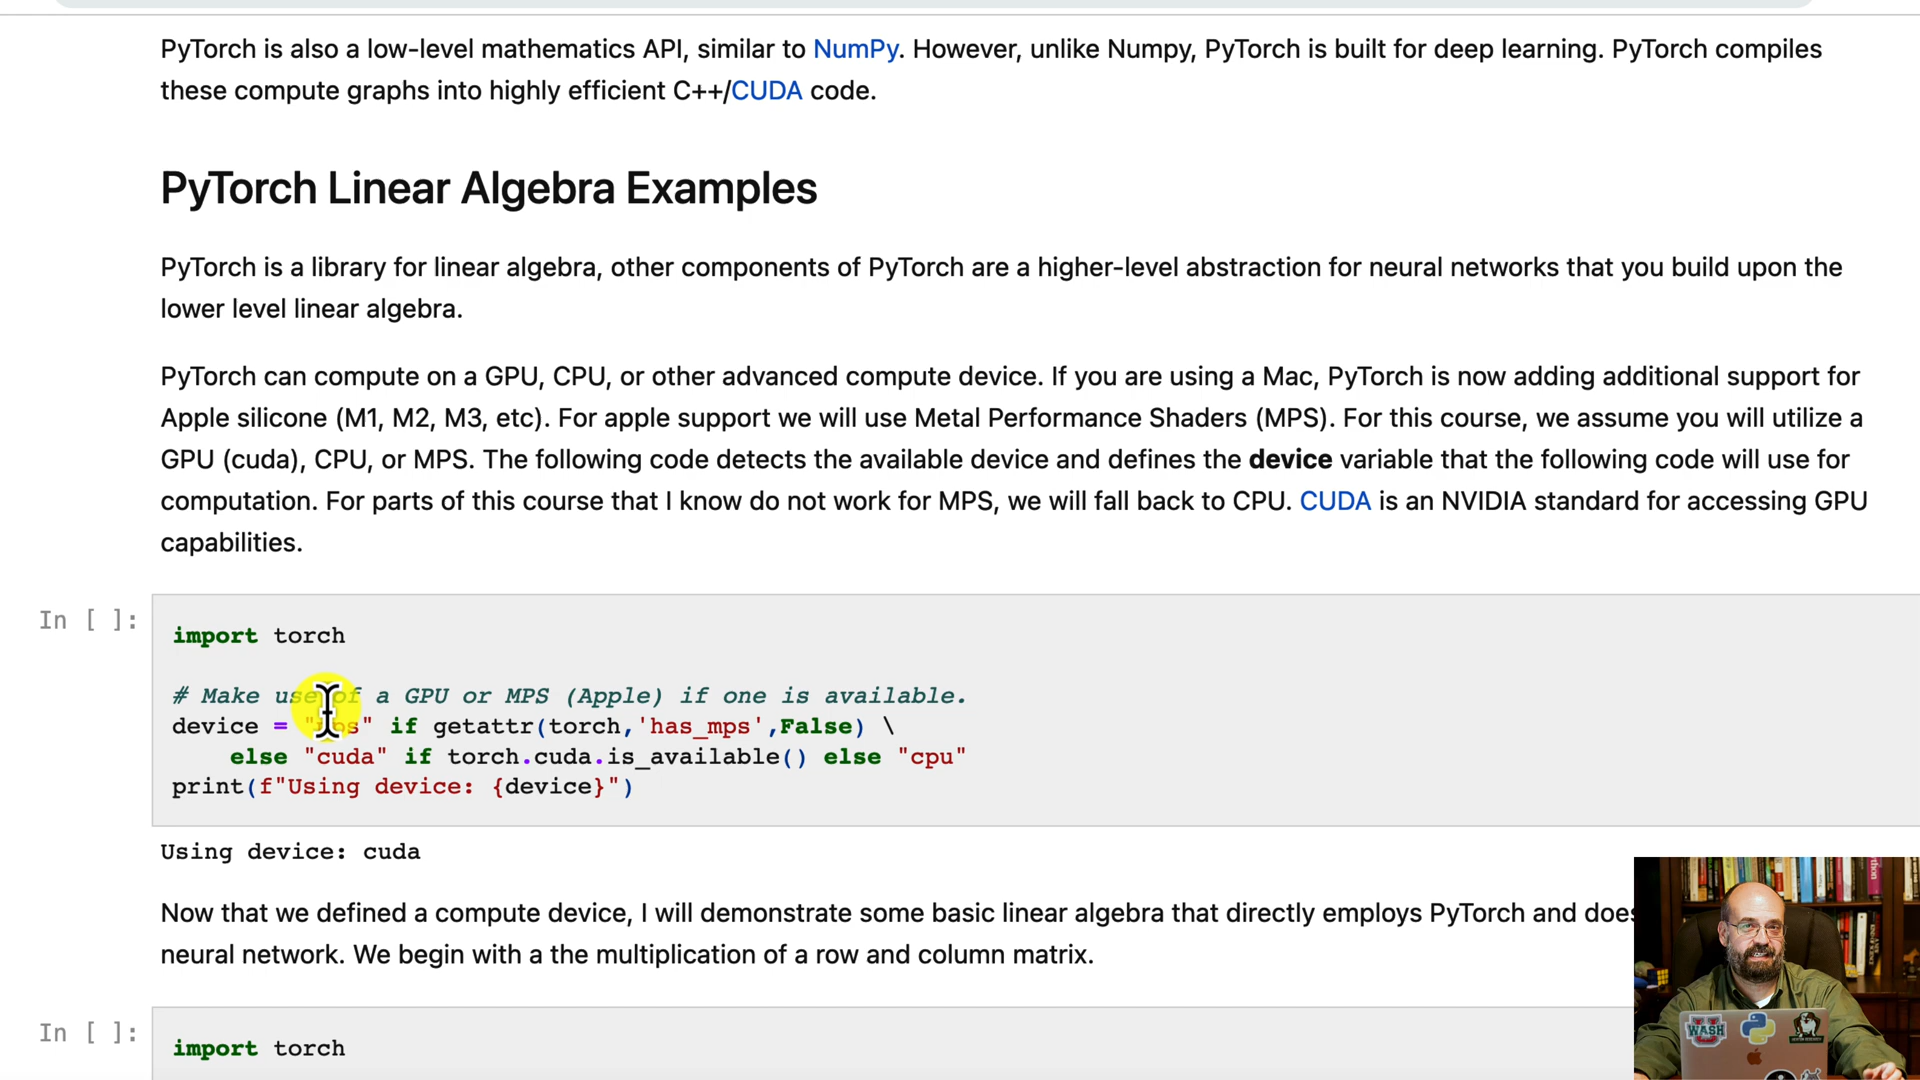 PyTorch is also a low-level mathematics API, similar to NumPy. However, unlike Numpy, PyTorch is built for deep learning. PyTorch compiles
these compute graphs into highly efficient C++/CUDA code.
PyTorch Linear Algebra Examples
PyTorch is a library for linear algebra, other components of PyTorch are a higher-level abstraction for neural networks that you build upon the
lower level linear algebra.
PyTorch can compute on a GPU, CPU, or other advanced compute device. If you are using a Mac, PyTorch is now adding additional support for
Apple silicone (M1, M2, M3, etc). For apple support we will use Metal Performance Shaders (MPS). For this course, we assume you will utilize a
GPU (cuda), CPU, or MPS. The following code detects the available device and defines the device variable that the following code will use for
computation. For parts of this course that I know do not work for MPS, we will fall back to CPU. CUDA is an NVIDIA standard for accessing GPU
capabilities.
In [ ]:
import torch
# Make use of a GPU or MPS (Apple) if one is available.
device = "mps" if getattr(torch,'has_mps',False) \
else "cuda" if torch.cuda.is_available() else "cpu"
print(f"Using device: {device}")
Using device: cuda
Now that we defined a compute device, I will demonstrate some basic linear algebra that directly employs PyTorch and does
neural network. We begin with a the multiplication of a row and column matrix.
In [ ]:
import torch
WASH